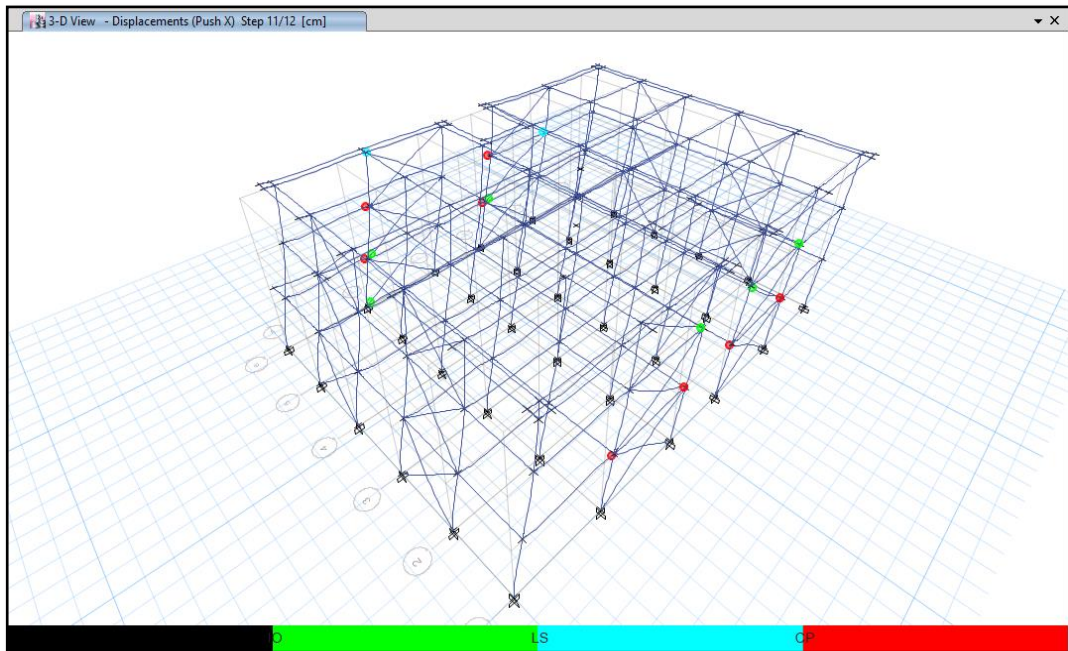 3-D View - Displacements (Push X) Step 11/12 [cm]
IO
LS
CP